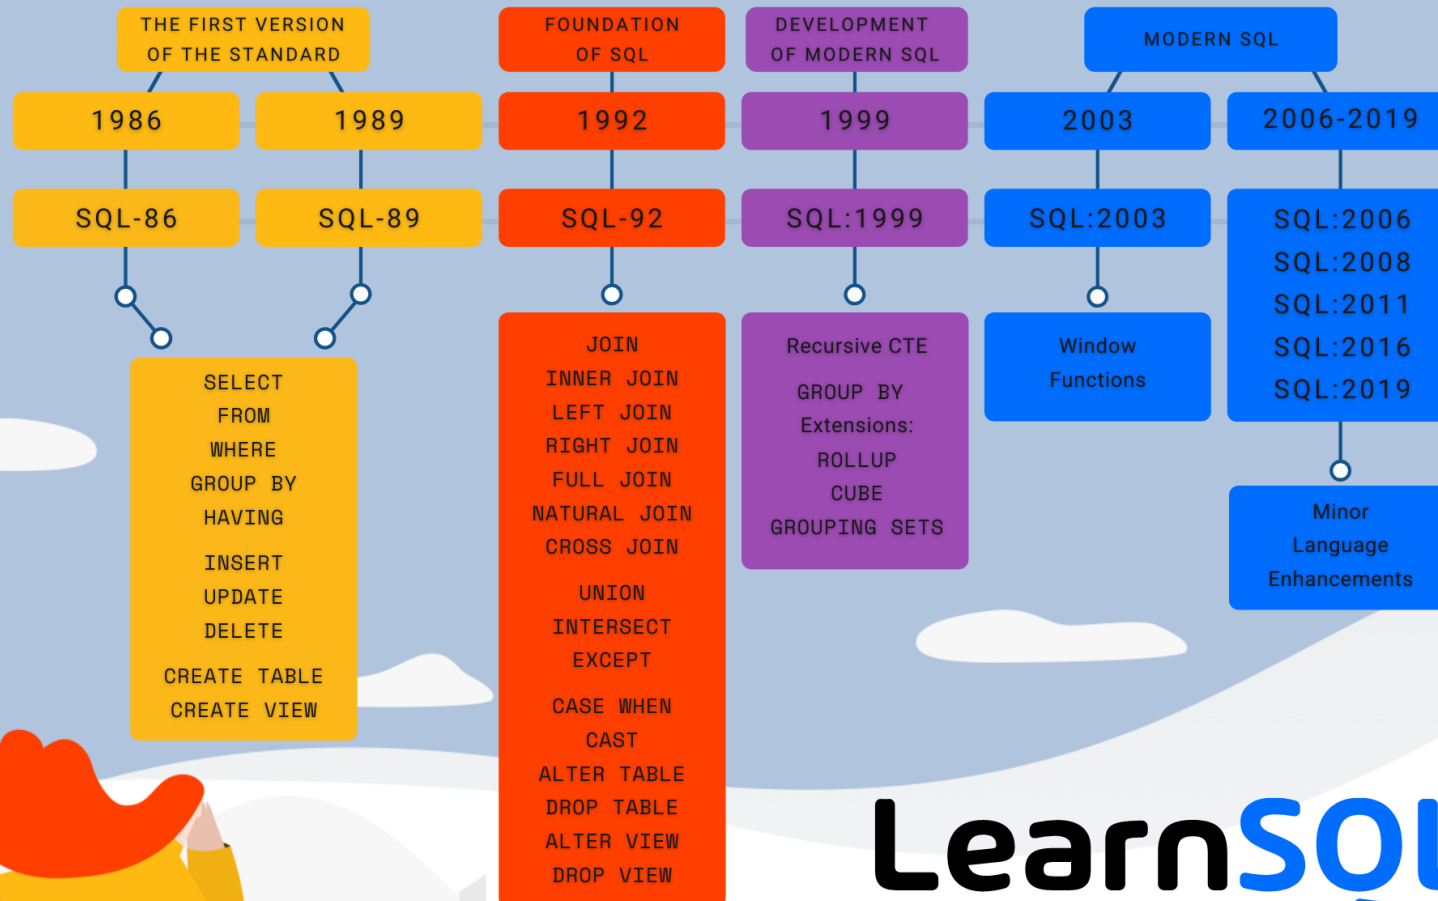 THE FIRST VERSION
OF THE STANDARD
1986
1989
SQL-86
SQL-89
SELECT
FROM
WHERE
GROUP BY
HAVING
INSERT
UPDATE
DELETE
CREATE TABLE
CREATE VIEW
FOUNDATION
OF SQL
1992
SQL-92
JOIN
INNER JOIN
LEFT JOIN
RIGHT JOIN
FULL JOIN
NATURAL JOIN
CROSS JOIN
UNION
INTERSECT
EXCEPT
CASE WHEN
CAST
ALTER TABLE
DROP TABLE
ALTER VIEW
DROP VIEW
DEVELOPMENT
OF MODERN SQL
1999
SQL:1999
Recursive CTE
GROUP BY
Extensions:
ROLLUP
CUBE
GROUPING SETS
MODERN SQL
2003
SQL:2003
Window
Functions
2006-2019
SQL:2006
SQL:2008
SQL:2011
SQL:2016
SQL:2019
Minor
Language
Enhancements
LearnSQL